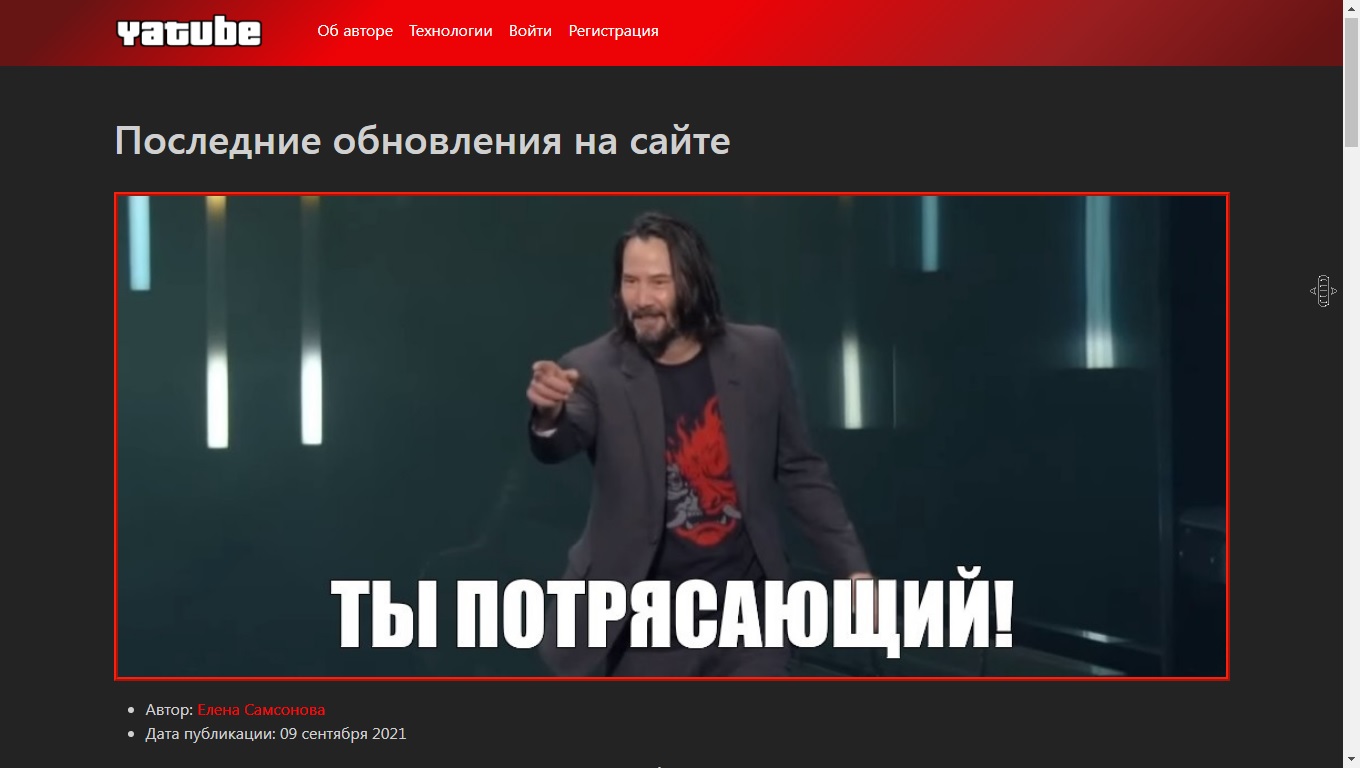 Yatube
Об авторе Технологии Войти Регистрация
Последние обновления на сайте
ТЫ ПОТРЯСАЮЩИЙ!
Автор: Елена Самсонова
Дата публикации: 09 сентября 2021